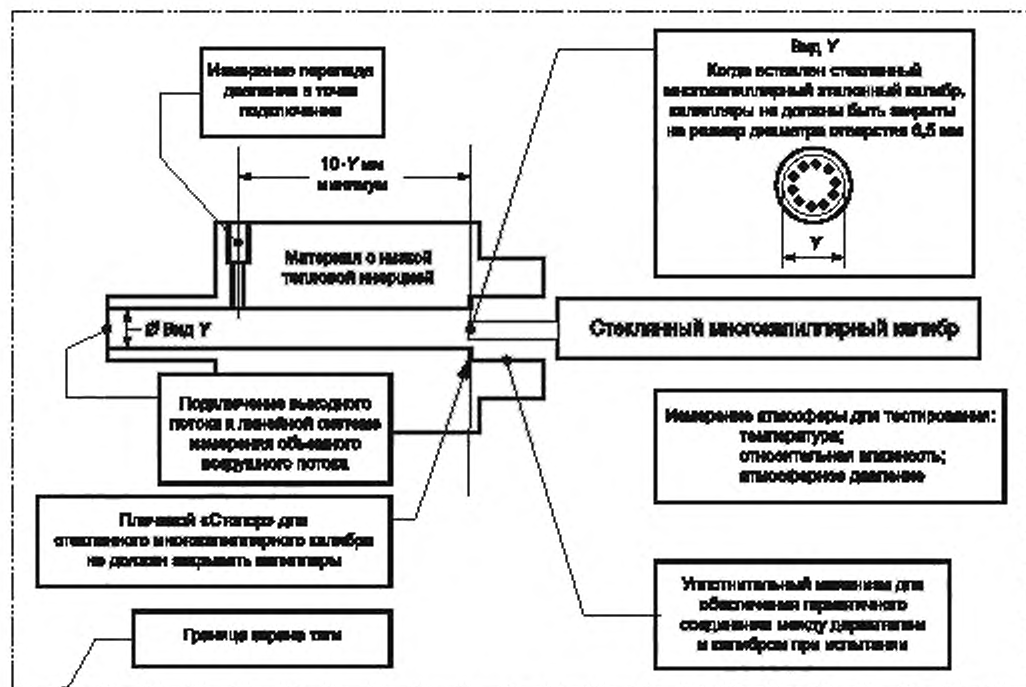 Измерение перепада
давления в точке
подключения
10·Y мм
минимум
Вид Y
Когда вставлен стеклянный
многокапиллярный эталонный калибр,
капилляры не должны быть закрыты
на размер диаметра отверстия 6,5 мм
Y
Материал с низкой
тепловой инерцией
Ø Вид Y
Стеклянный многокапиллярный калибр
Подключение выходного
потока к линейной системе
измерения объемного
воздушного потока
Измерение атмосферы для тестирования:
температура;
относительная влажность;
атмосферное давление
Плечевой «Стопор» для
стеклянного многокапиллярного калибра
не должен закрывать капилляры
Уплотнительный механизм для
обеспечения герметичного
соединения между держателем
и калибром при испытании
Граница экрана тяги